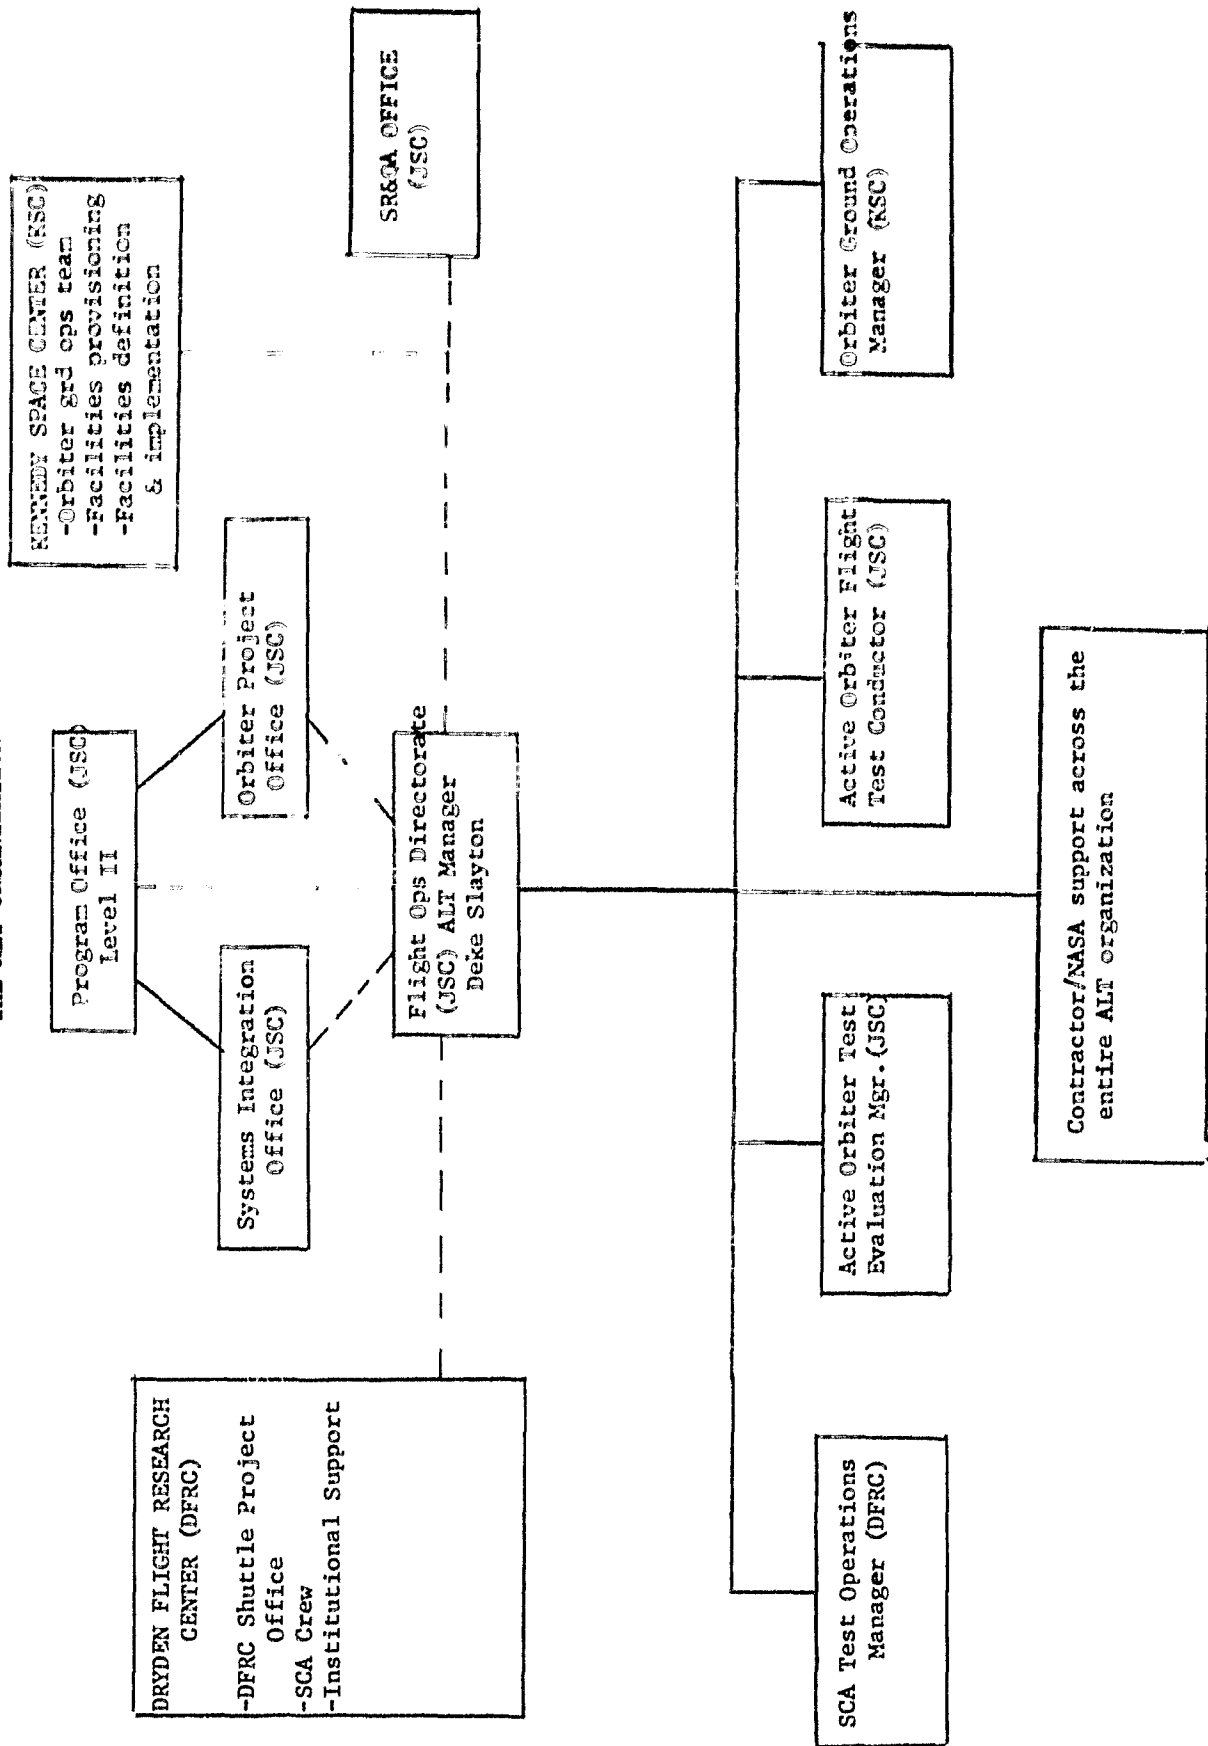 Program Office (JSC)
Level II
KENNEDY SPACE CENTER (KSC)
-Orbiter grd ops team
-Facilities provisioning
-Facilities definition
& implementation
Systems Integration
Office (JSC)
Orbiter Project
Office (JSC)
DRYDEN FLIGHT RESEARCH
CENTER (DFRC)
-DFRC Shuttle Project
Office
-SCA Crew
-Institutional Support
Flight Ops Directorate
(JSC) ALT Manager
Deke Slayton
SR&QA OFFICE
(JSC)
SCA Test Operations
Manager (DFRC)
Active Orbiter Test
Evaluation Mgr.(JSC)
Active Orbiter Flight
Test Conductor (JSC)
Orbiter Ground Operations
Manager (KSC)
Contractor/NASA support across the
entire ALT organization